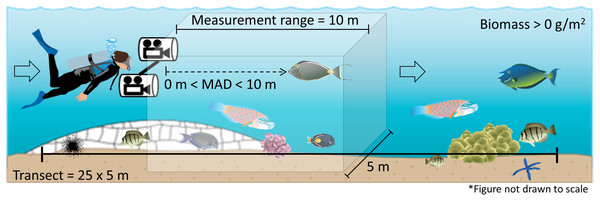 Measurement range = 10 m
Biomass > 0 g/m²
0 m < MAD < 10 m
5 m
Transect = 25 x 5 m
*Figure not drawn to scale